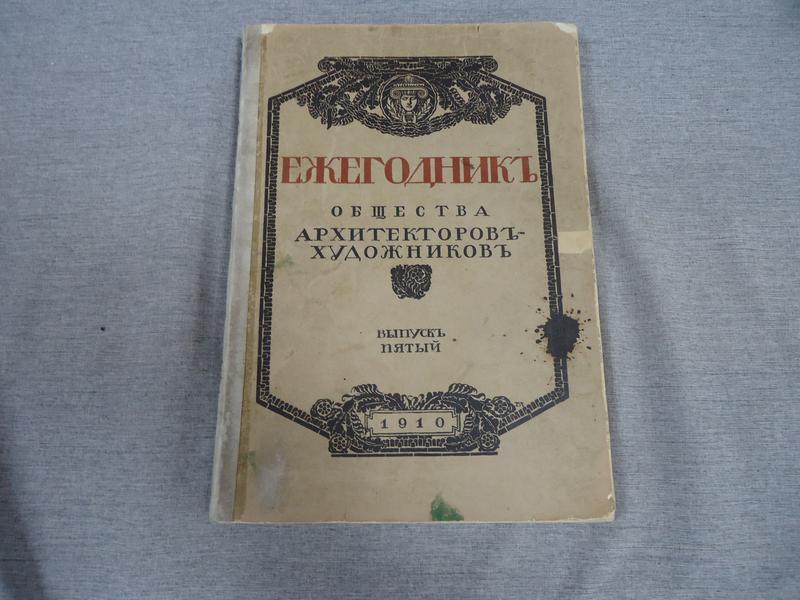 ЕЖЕГОДНИКЪ
ОБЩЕСТВА
АРХИТЕКТОРОВЪ-
ХУДОЖНИКОВЪ
ВЫПУСКЪ
ПЯТЫЙ
1910